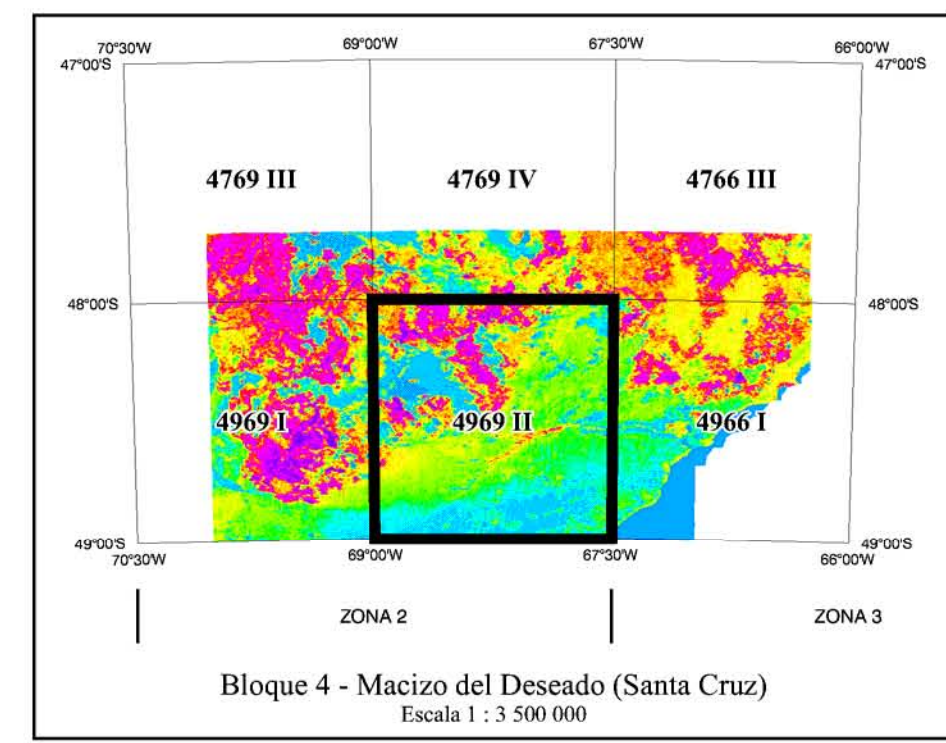 70°30'W 69°00'W 67°30'W 66°00'W
47°00'S 47°00'S
4769 III 4769 IV 4766 III
48°00'S 48°00'S
4969 I 4969 II 4966 I
49°00'S 49°00'S
70°30'W 69°00'W 67°30'W 66°00'W
ZONA 2 ZONA 3
Bloque 4 - Macizo del Deseado (Santa Cruz)
Escala 1 : 3 500 000